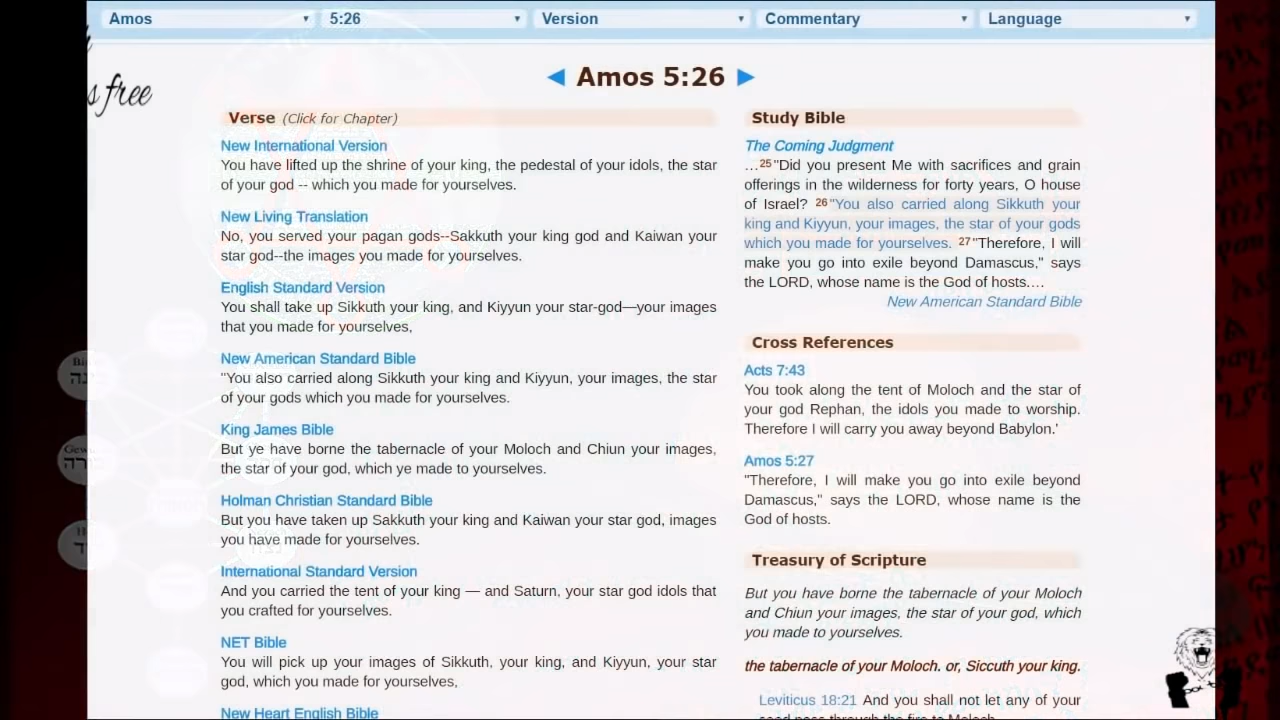 Amos
5:26
Version
Commentary
Language
s free
Amos 5:26
Verse (Click for Chapter)
New International Version
You have lifted up the shrine of your king, the pedestal of your idols, the star
of your god -- which you made for yourselves.
New Living Translation
No, you served your pagan gods--Sakkuth your king god and Kaiwan your
star god--the images you made for yourselves.
English Standard Version
You shall take up Sikkuth your king, and Kiyyun your star-god—your images
that you made for yourselves,
New American Standard Bible
"You also carried along Sikkuth your king and Kiyyun, your images, the star
of your gods which you made for yourselves.
King James Bible
But ye have borne the tabernacle of your Moloch and Chiun your images,
the star of your god, which ye made to yourselves.
Holman Christian Standard Bible
But you have taken up Sakkuth your king and Kaiwan your star god, images
you have made for yourselves.
International Standard Version
And you carried the tent of your king — and Saturn, your star god idols that
you crafted for yourselves.
NET Bible
You will pick up your images of Sikkuth, your king, and Kiyyun, your star
god, which you made for yourselves,
New Heart English Bible
Study Bible
The Coming Judgment
…25"Did you present Me with sacrifices and grain
offerings in the wilderness for forty years, O house
of Israel? 26"You also carried along Sikkuth your
king and Kiyyun, your images, the star of your gods
which you made for yourselves. 27"Therefore, I will
make you go into exile beyond Damascus," says
the LORD, whose name is the God of hosts.…
New American Standard Bible
Cross References
Acts 7:43
You took along the tent of Moloch and the star of
your god Rephan, the idols you made to worship.
Therefore I will carry you away beyond Babylon.'
Amos 5:27
"Therefore, I will make you go into exile beyond
Damascus," says the LORD, whose name is the
God of hosts.
Treasury of Scripture
But you have borne the tabernacle of your Moloch
and Chiun your images, the star of your god, which
you made to yourselves.
the tabernacle of your Moloch. or, Siccuth your king.
Leviticus 18:21 And you shall not let any of your
seed pass through the fire to Moloch